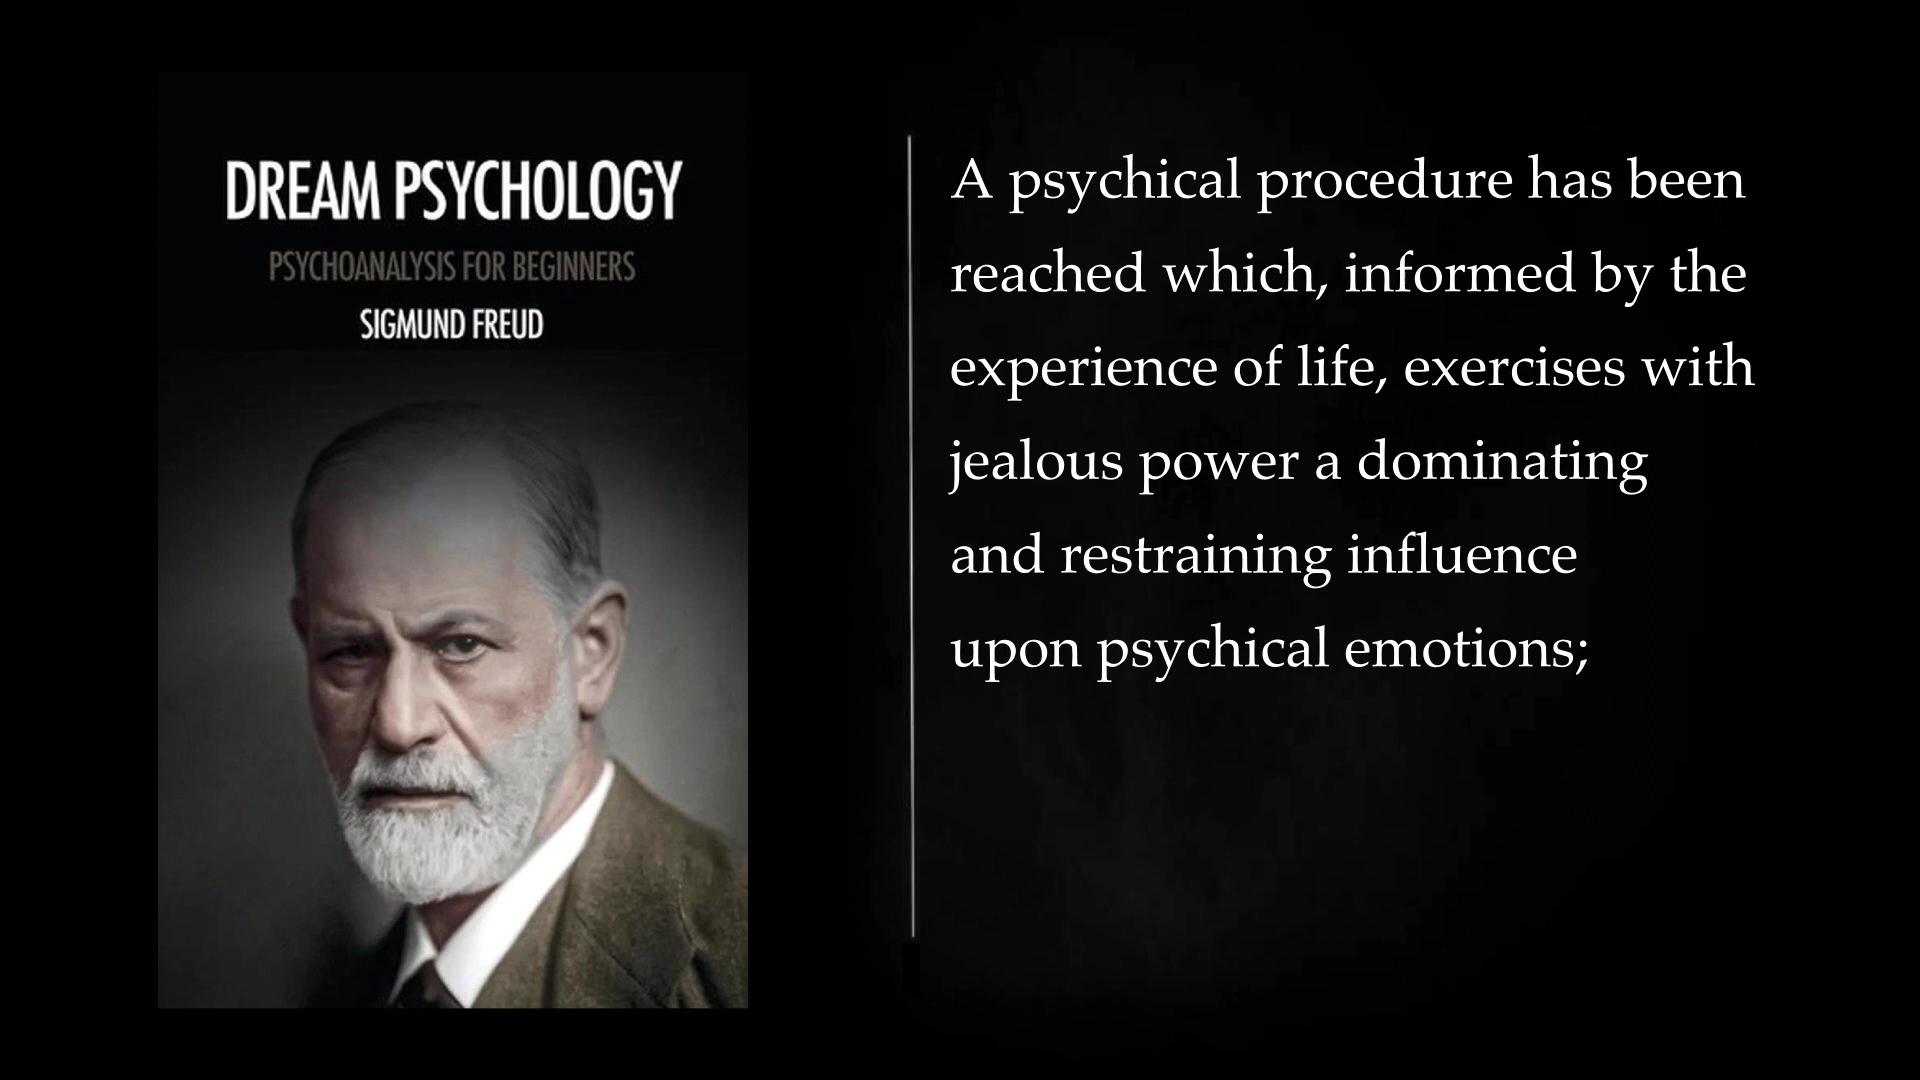 DREAM PSYCHOLOGY
PSYCHOANALYSIS FOR BEGINNERS
SIGMUND FREUD
A psychical procedure has been
reached which, informed by the
experience of life, exercises with
jealous power a dominating
and restraining influence
upon psychical emotions;